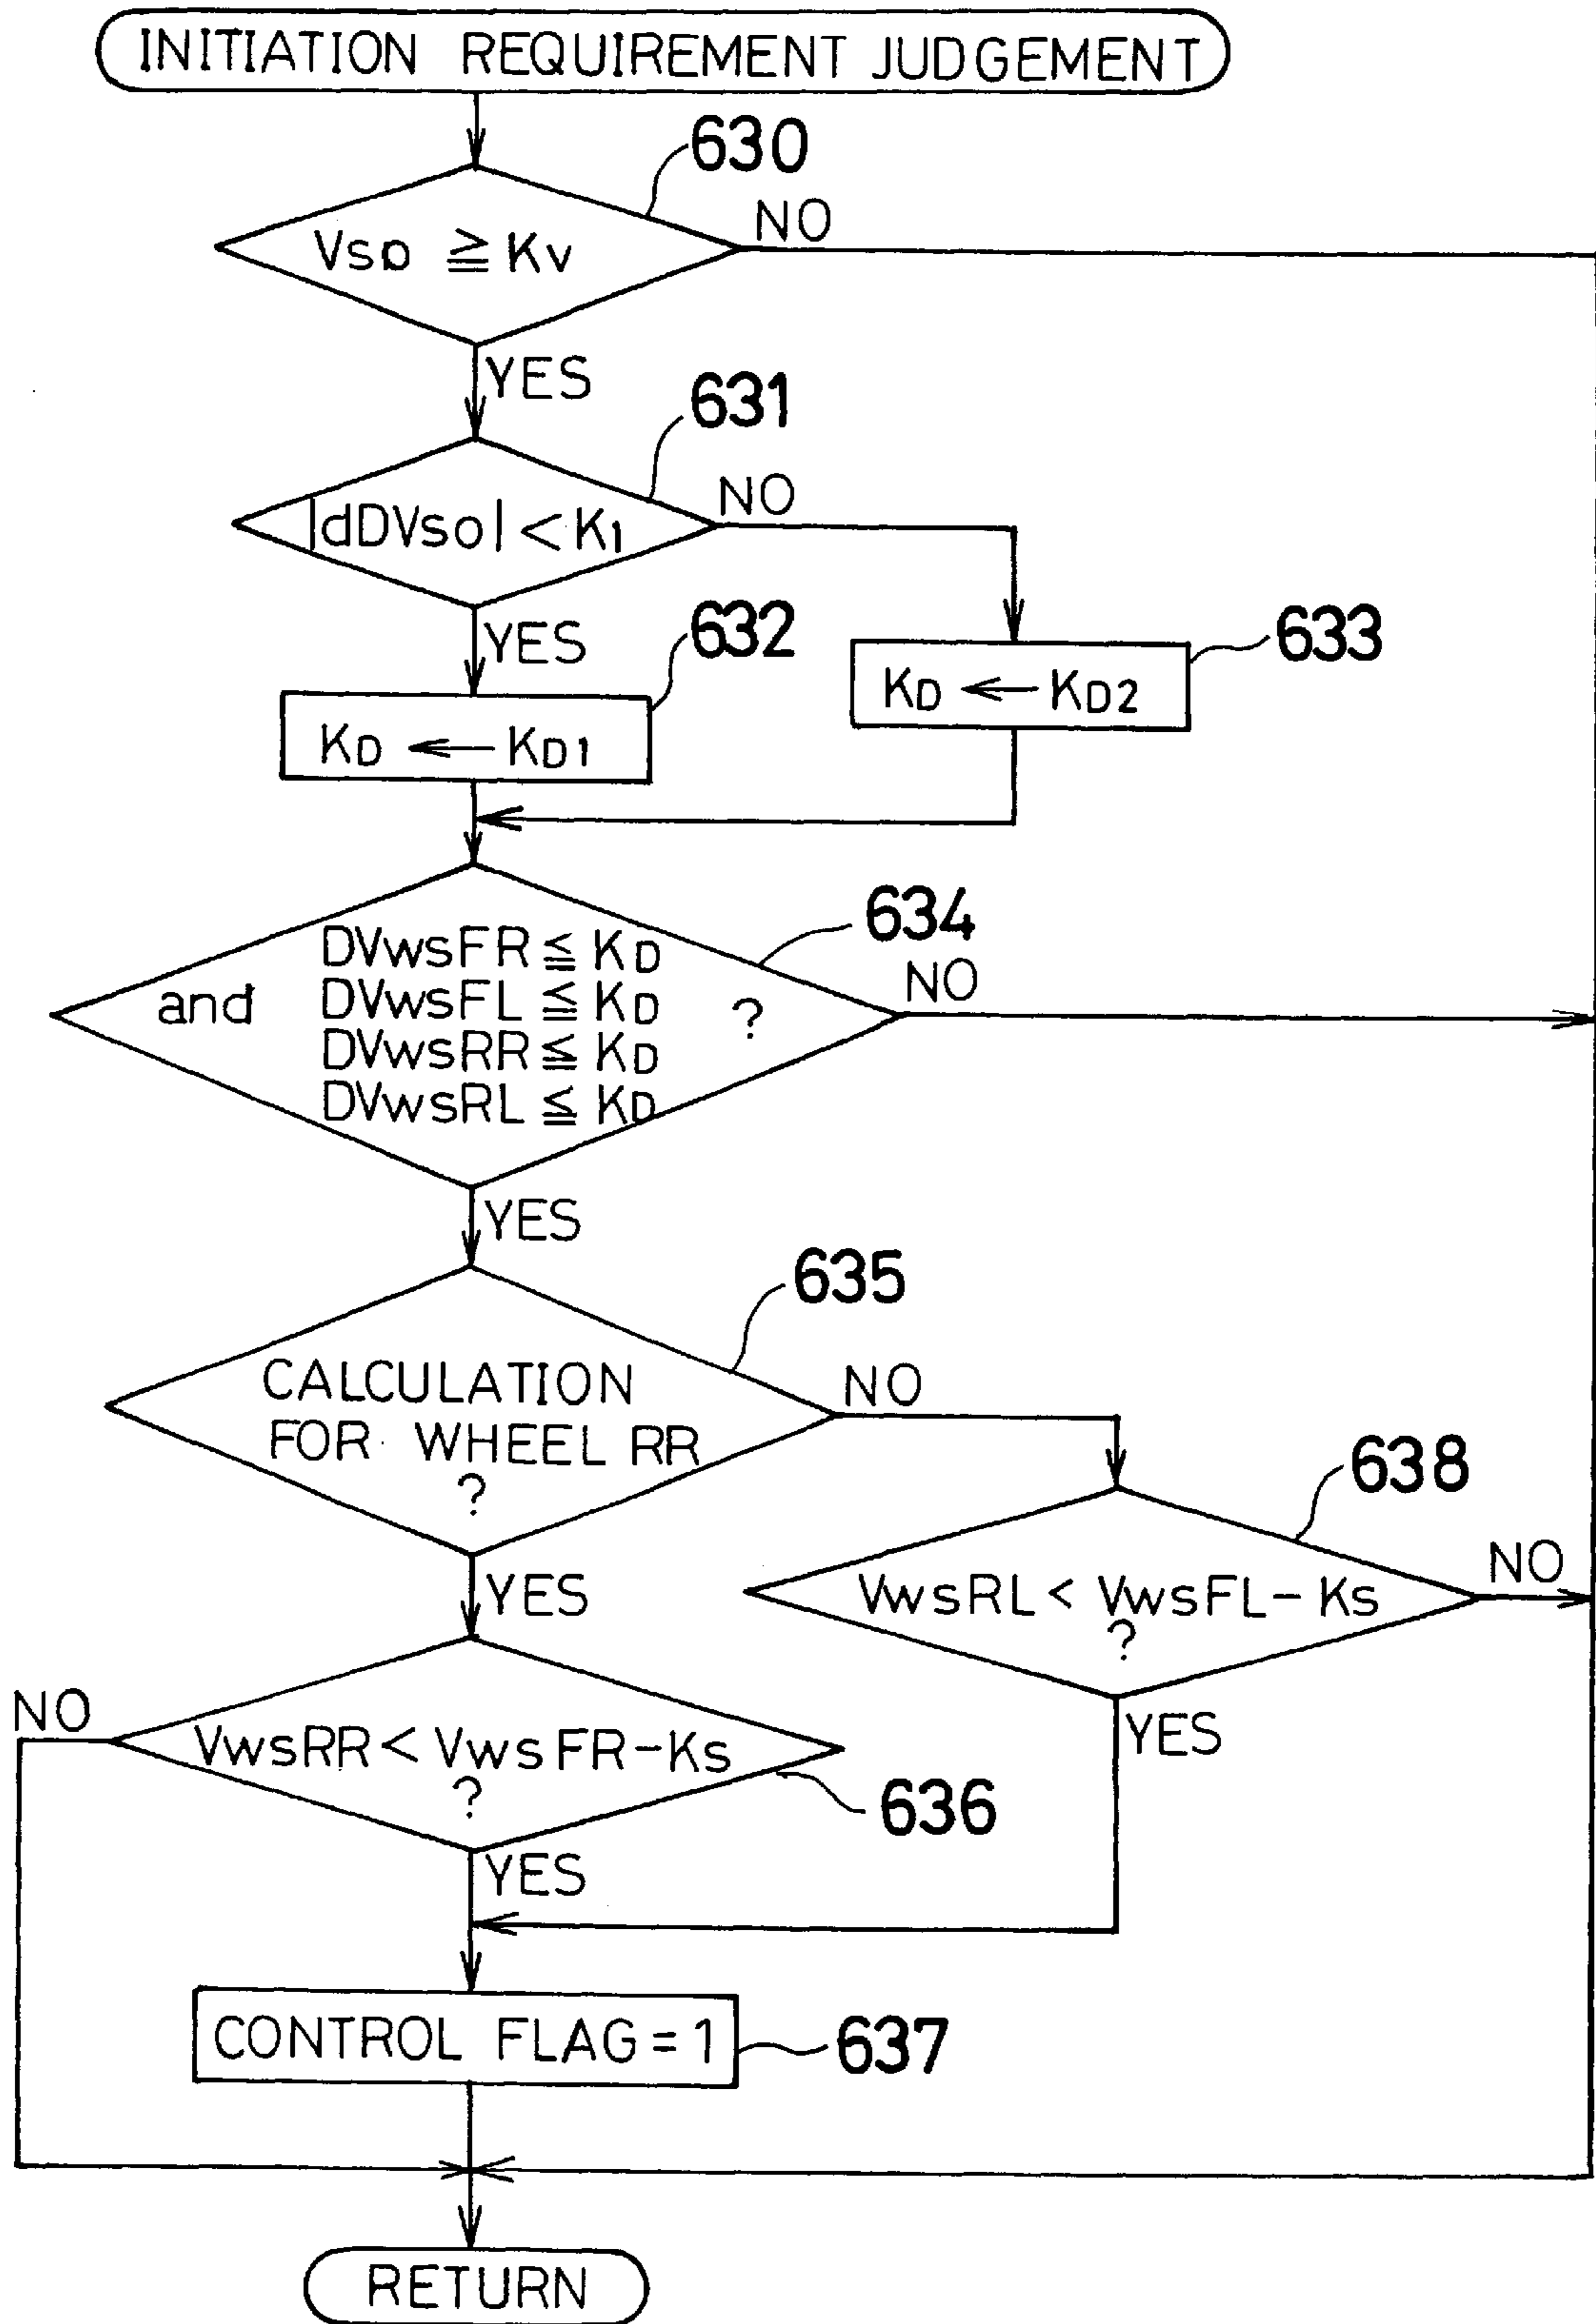 INITIATION REQUIREMENT JUDGEMENT
630
Vso ≧ Kv
NO
YES
631
|dDVso| < K1
NO
YES
632
633
KD ← KD2
KD ← KD1
634
DVwsFR ≦ KD
NO
and DVwsFL ≦ KD ?
DVwsRR ≦ KD
DVwsRL ≦ KD
YES
635
CALCULATION
NO
FOR WHEEL RR
?
638
YES
NO
VwsRL < VwsFL - Ks
?
NO
YES
VwsRR < VwsFR - Ks
?
636
YES
CONTROL FLAG = 1
637
RETURN